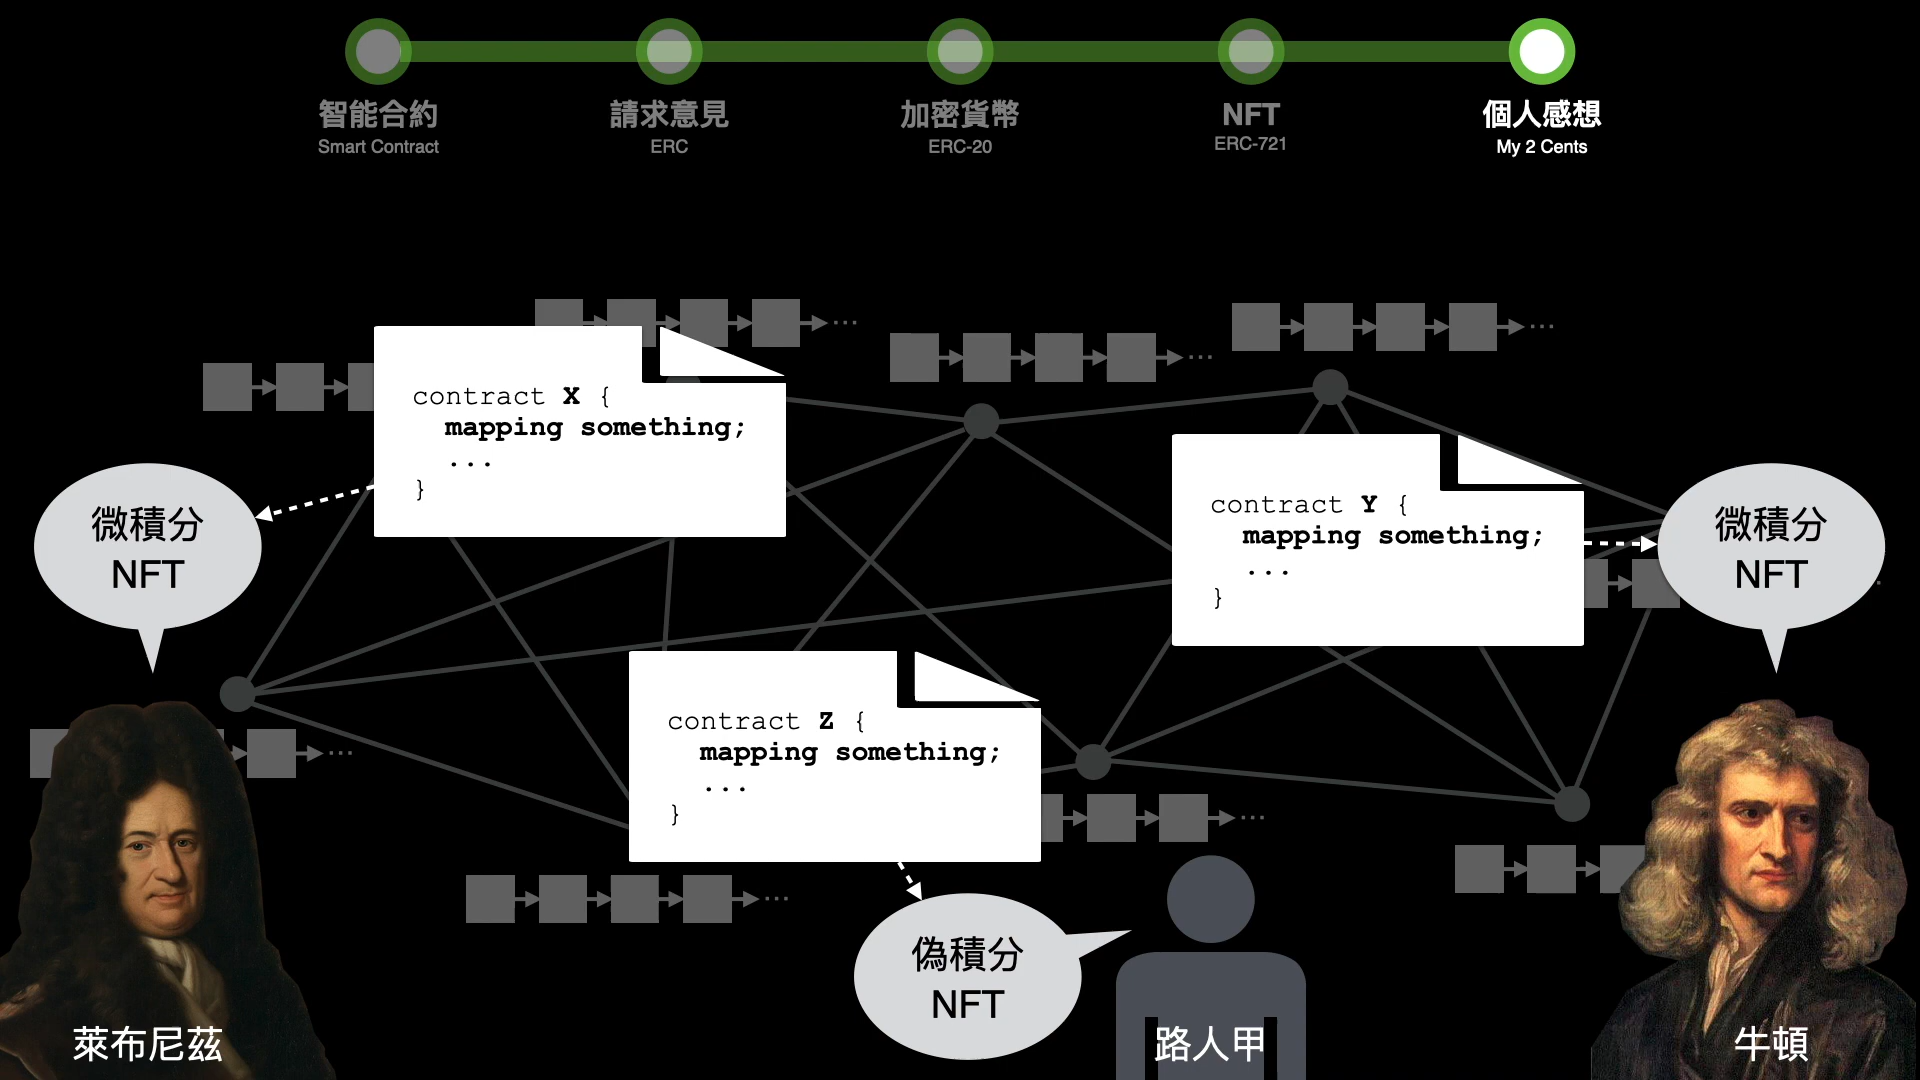 智能合約
Smart Contract
請求意見
ERC
加密貨幣
ERC-20
NFT
ERC-721
個人感想
My 2 Cents
contract X {
mapping something;
...
}
微積分
NFT
contract Y {
mapping something;
...
}
微積分
NFT
contract Z {
mapping something;
...
}
偽積分
NFT
萊布尼茲
路人甲
牛頓